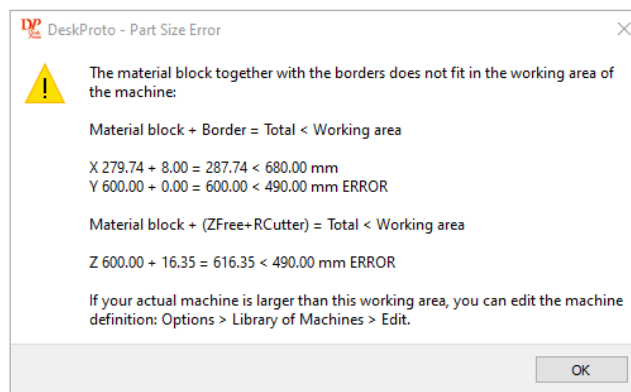 DeskProto - Part Size Error
The material block together with the borders does not fit in the working area of
the machine:
Material block + Border = Total < Working area
X 279.74 + 8.00 = 287.74 < 680.00 mm
Y 600.00 + 0.00 = 600.00 < 490.00 mm ERROR
Material block + (ZFree+RCutter) = Total < Working area
Z 600.00 + 16.35 = 616.35 < 490.00 mm ERROR
If your actual machine is larger than this working area, you can edit the machine
definition: Options > Library of Machines > Edit.
OK